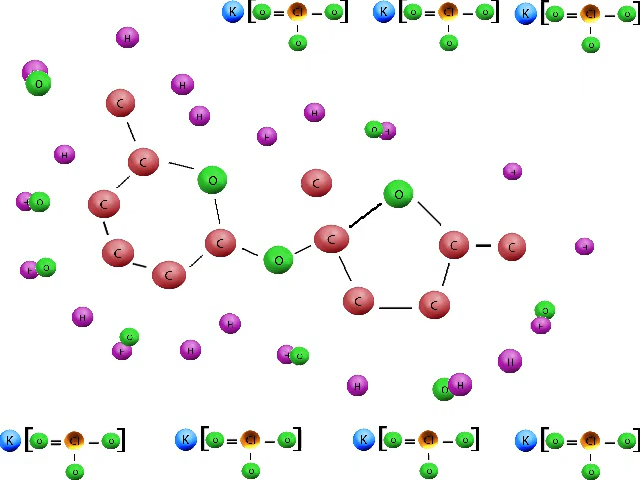 K [O=Cl–O] K [O=Cl–O] K [O=Cl–O]
O O O
H
H
O
H
C
H H
H O H
H C
O C H
H O C O
C C C C H
C O
H O C
C C O
H H H
O
H H H O H
H O H
K [O=Cl–O] K [O=Cl–O] K [O=Cl–O] K [O=Cl–O]
O O O O